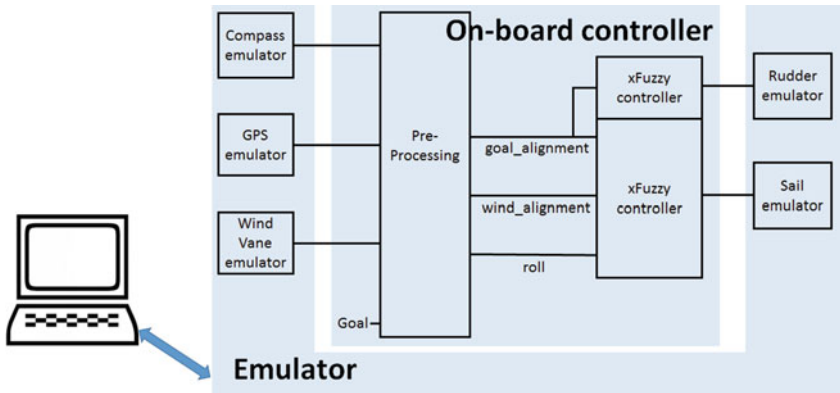 On-board controller
Compass
emulator
GPS
emulator
Wind
Vane
emulator
Goal
Pre-
Processing
goal_alignment
wind_alignment
roll
xFuzzy
controller
xFuzzy
controller
Rudder
emulator
Sail
emulator
Emulator